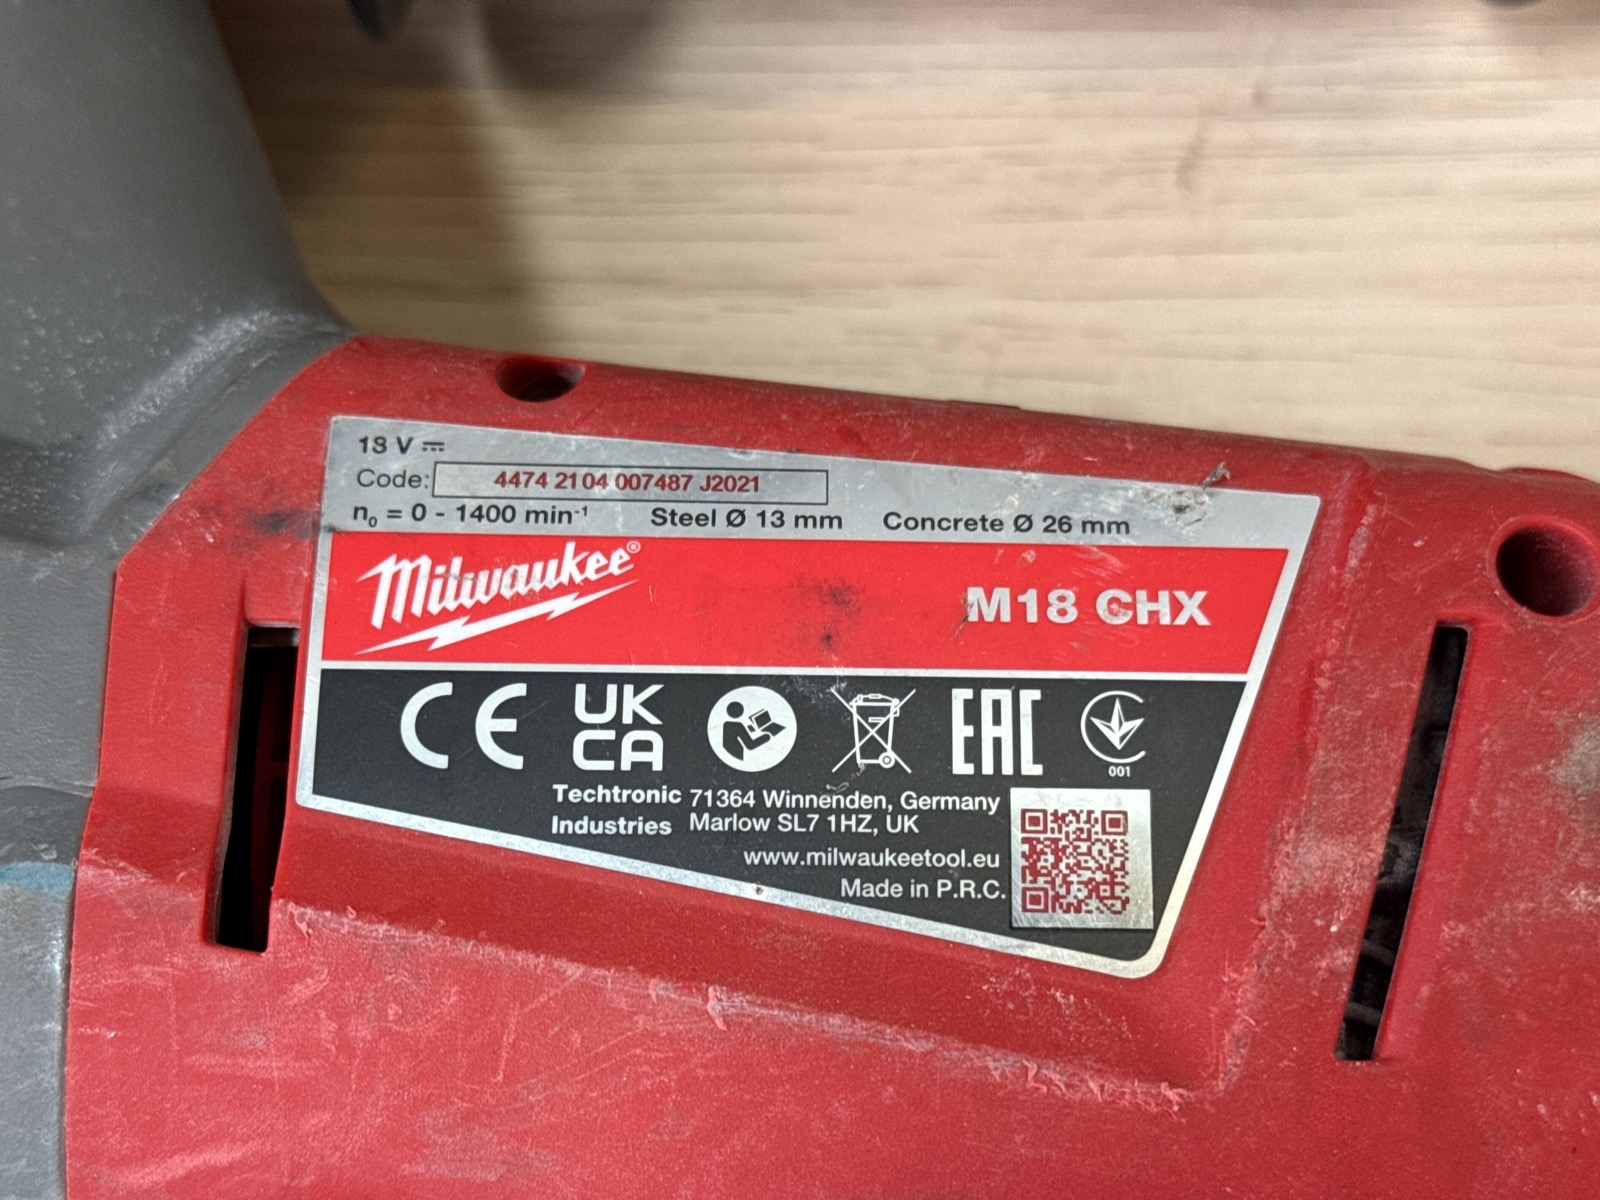 18 V ⎓
Code: 4474 21 04 007487 J2021
n₀ = 0 - 1400 min⁻¹ Steel Ø 13 mm Concrete Ø 26 mm
Milwaukee®
M18 CHX
CE UK CA EAC
001
Techtronic Industries
71364 Winnenden, Germany
Marlow SL7 1HZ, UK
www.milwaukeetool.eu
Made in P.R.C.